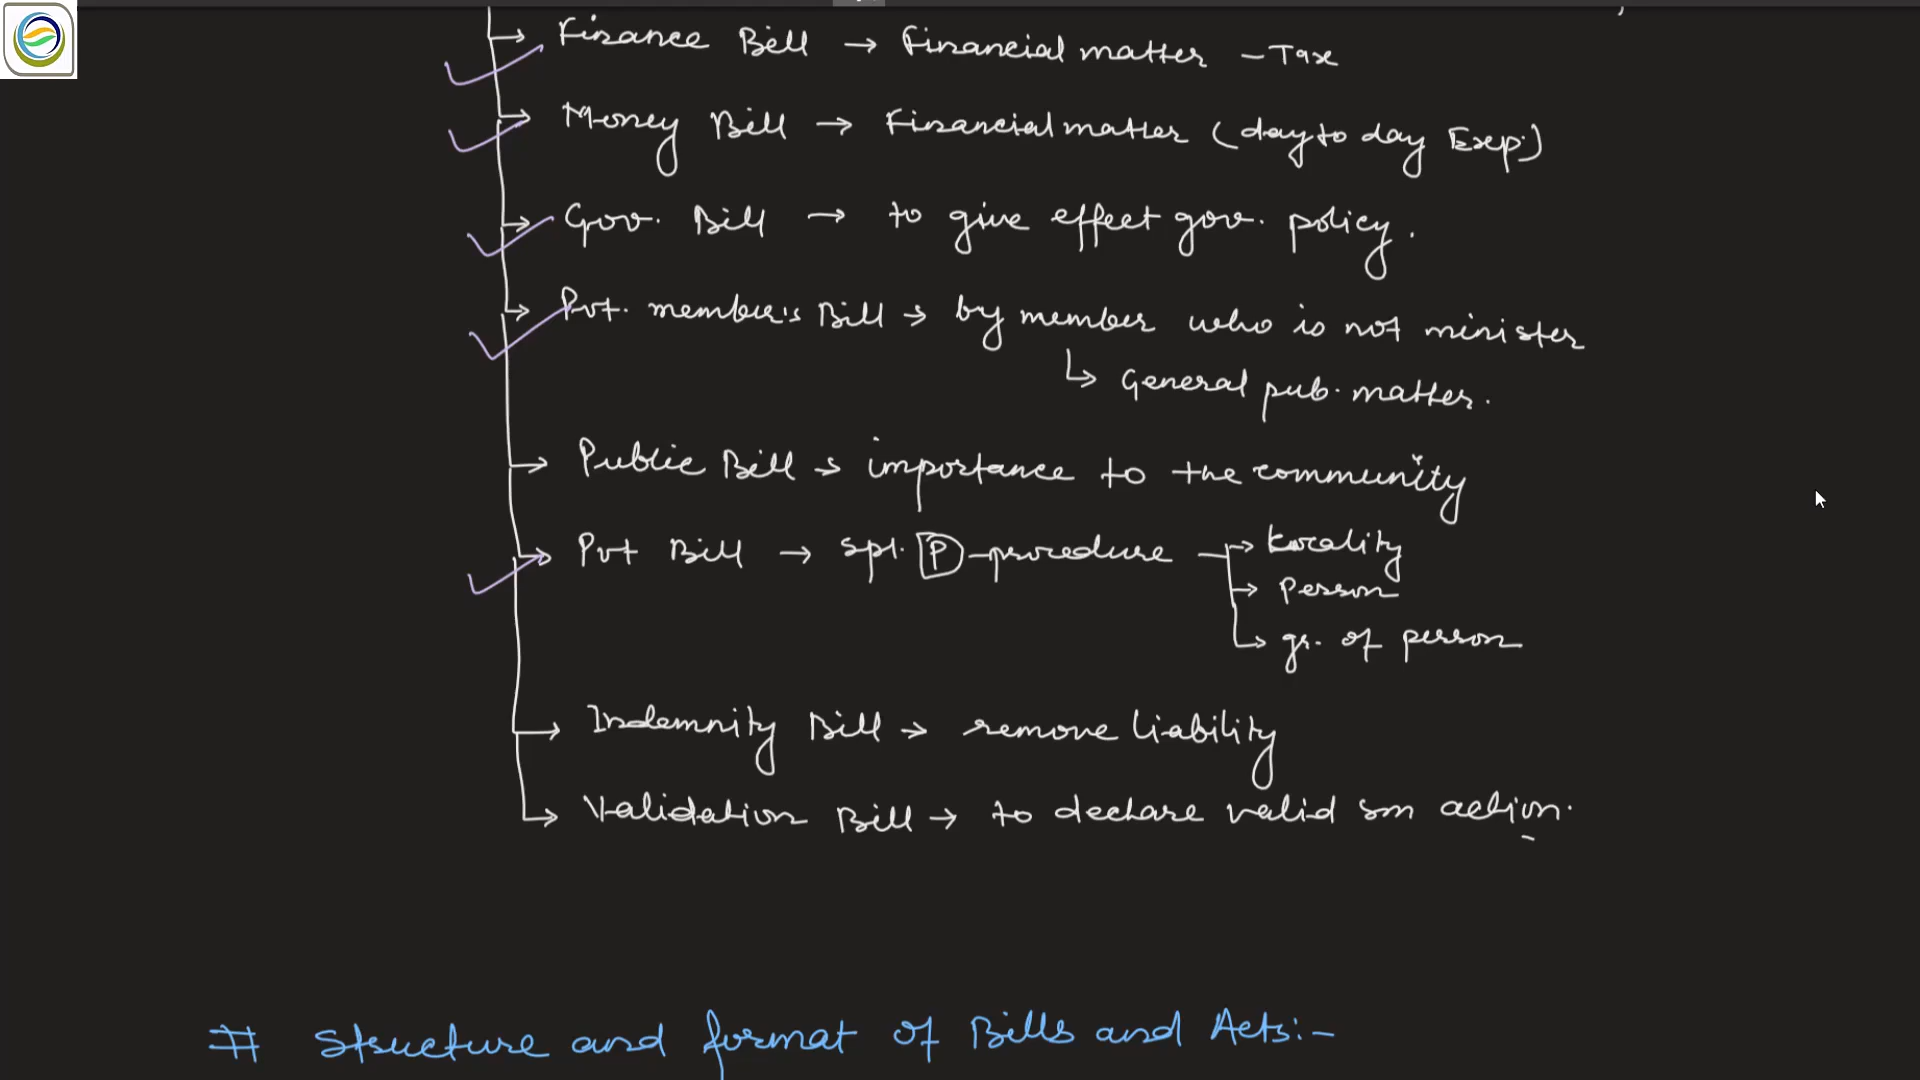 → Finance Bill → Financial matter - Tax
→ Money Bill → Financial matter (day to day Exp.)
→ Gov. Bill → to give effect gov. policy.
→ Pvt. member's Bill → by member who is not minister
↳ General pub. matter.
→ Public Bill → importance to the community
→ Pvt Bill → spl. P - procedure → locality
→ person
→ gr. of person
→ Indemnity Bill → remove liability
→ Validation Bill → to declare valid sm action.
# Structure and format of Bills and Acts:-